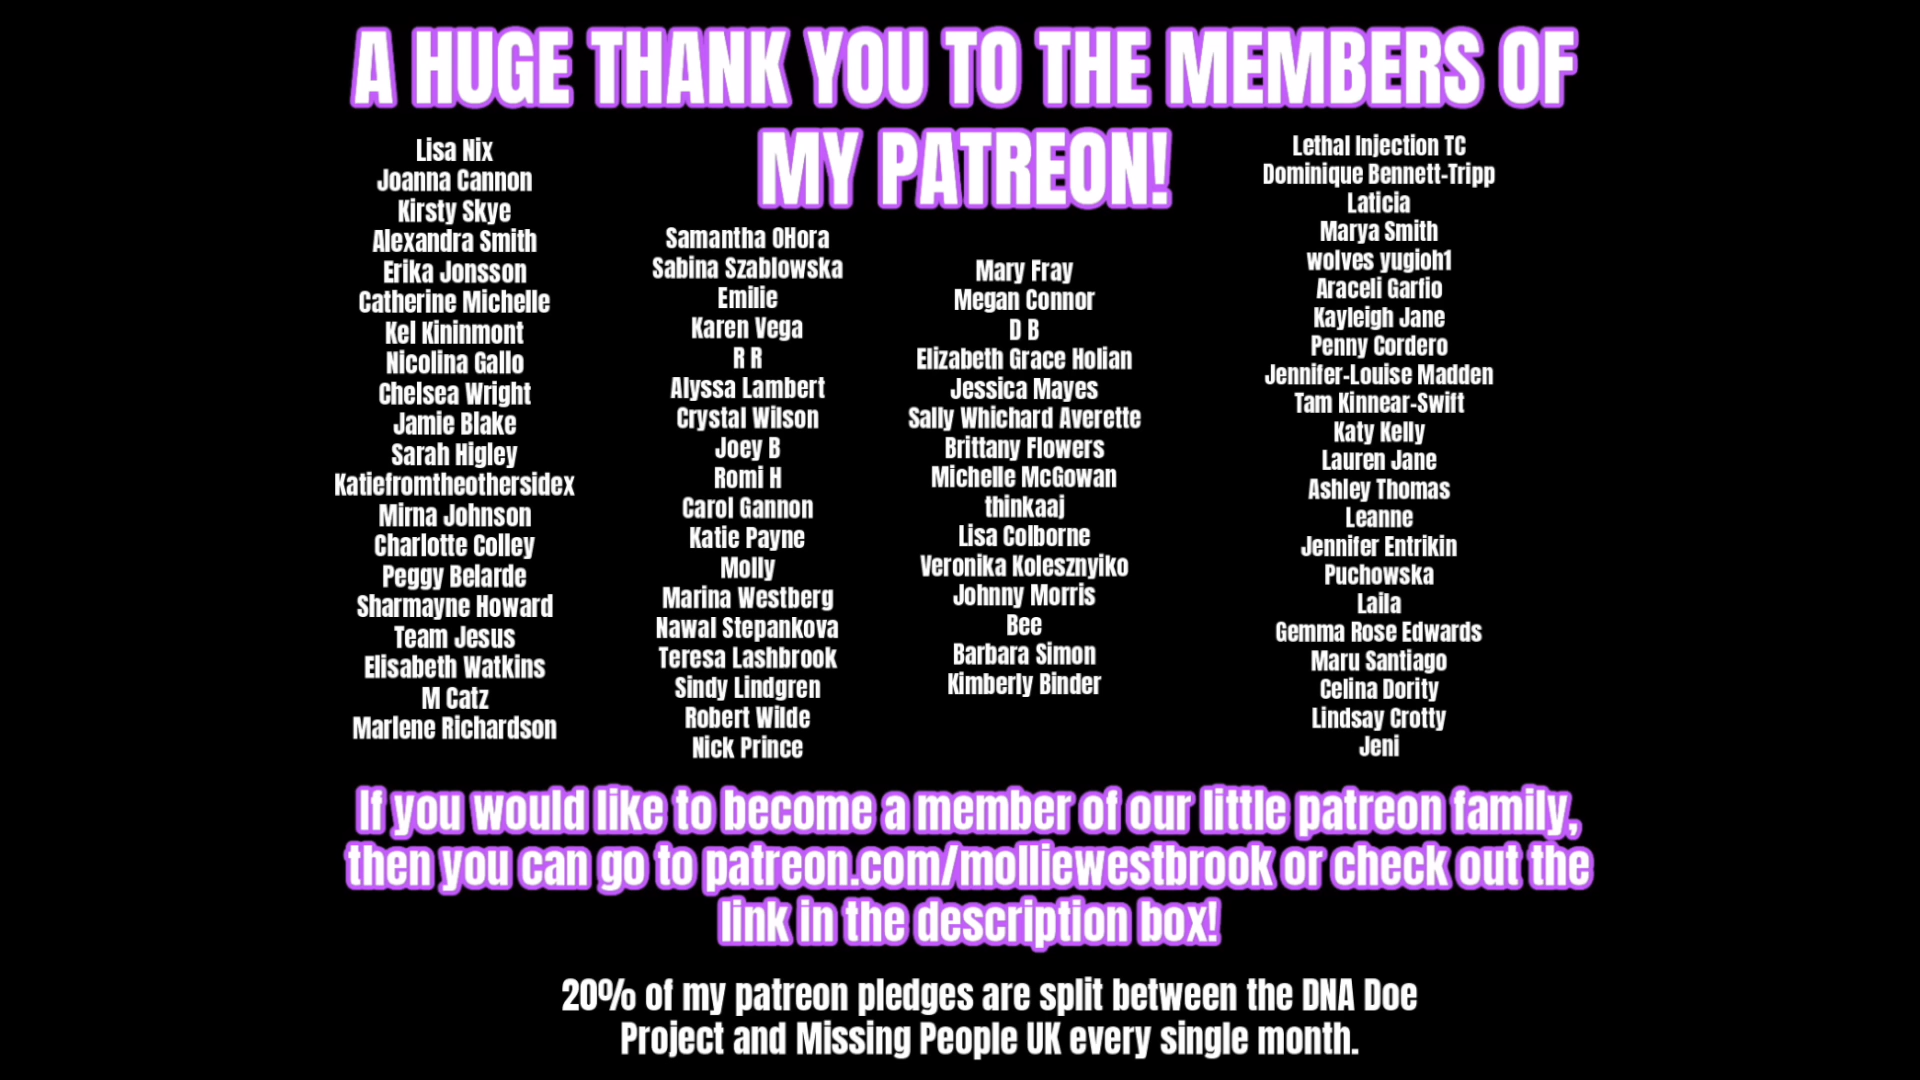 A HUGE THANK YOU TO THE MEMBERS OF
MY PATREON!
Lisa Nix
Joanna Cannon
Kirsty Skye
Alexandra Smith
Erika Jonsson
Catherine Michelle
Kel Kininmont
Nicolina Gallo
Chelsea Wright
Jamie Blake
Sarah Higley
Katiefromtheothersidex
Mirna Johnson
Charlotte Colley
Peggy Belarde
Sharmayne Howard
Team Jesus
Elisabeth Watkins
M Catz
Marlene Richardson
Samantha OHora
Sabina Szablowska
Emilie
Karen Vega
R R
Alyssa Lambert
Crystal Wilson
Joey B
Romi H
Carol Gannon
Katie Payne
Molly
Marina Westberg
Nawal Stepankova
Teresa Lashbrook
Sindy Lindgren
Robert Wilde
Nick Prince
Mary Fray
Megan Connor
D B
Elizabeth Grace Holian
Jessica Mayes
Sally Whichard Averette
Brittany Flowers
Michelle McGowan
thinkaaj
Lisa Colborne
Veronika Kolesznyiko
Johnny Morris
Bee
Barbara Simon
Kimberly Binder
Lethal Injection TC
Dominique Bennett-Tripp
Laticia
Marya Smith
wolves yugioh1
Araceli Garfio
Kayleigh Jane
Penny Cordero
Jennifer-Louise Madden
Tam Kinnear-Swift
Katy Kelly
Lauren Jane
Ashley Thomas
Leanne
Jennifer Entrikin
Puchowska
Laila
Gemma Rose Edwards
Maru Santiago
Celina Dority
Lindsay Crotty
Jeni
If you would like to become a member of our little patreon family,
then you can go to patreon.com/molliewestbrook or check out the
link in the description box!
20% of my patreon pledges are split between the DNA Doe
Project and Missing People UK every single month.